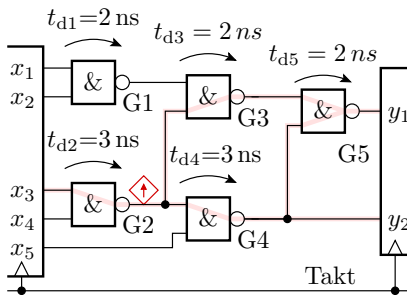 t_d1=2 ns
t_d3 = 2 ns
t_d5 = 2 ns
x_1
&
x_2
G1
&
G3
&
y_1
t_d2=3 ns
t_d4=3 ns
G5
x_3
&
x_4
G2
&
y_2
x_5
G4
Takt